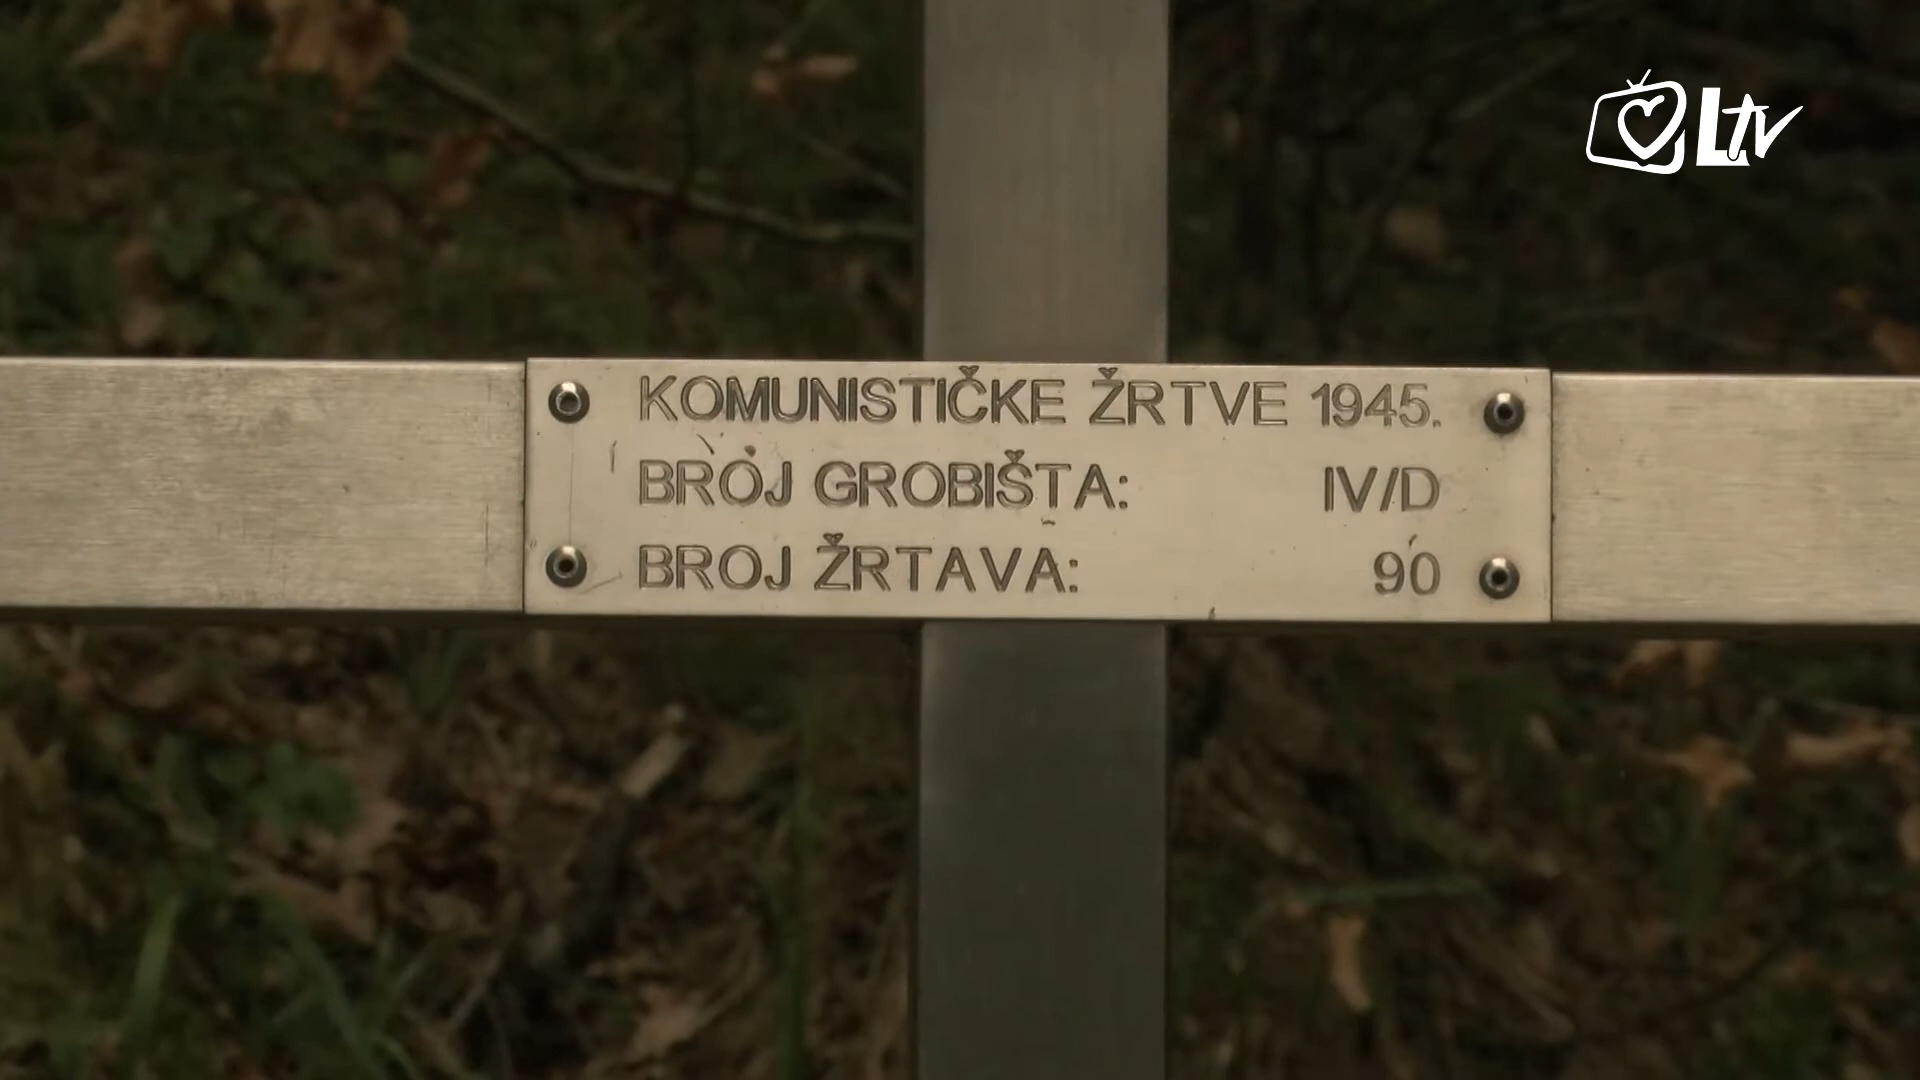 LTV
KOMUNISTIČKE ŽRTVE 1945.
BROJ GROBIŠTA: IV/D
BROJ ŽRTAVA: 90